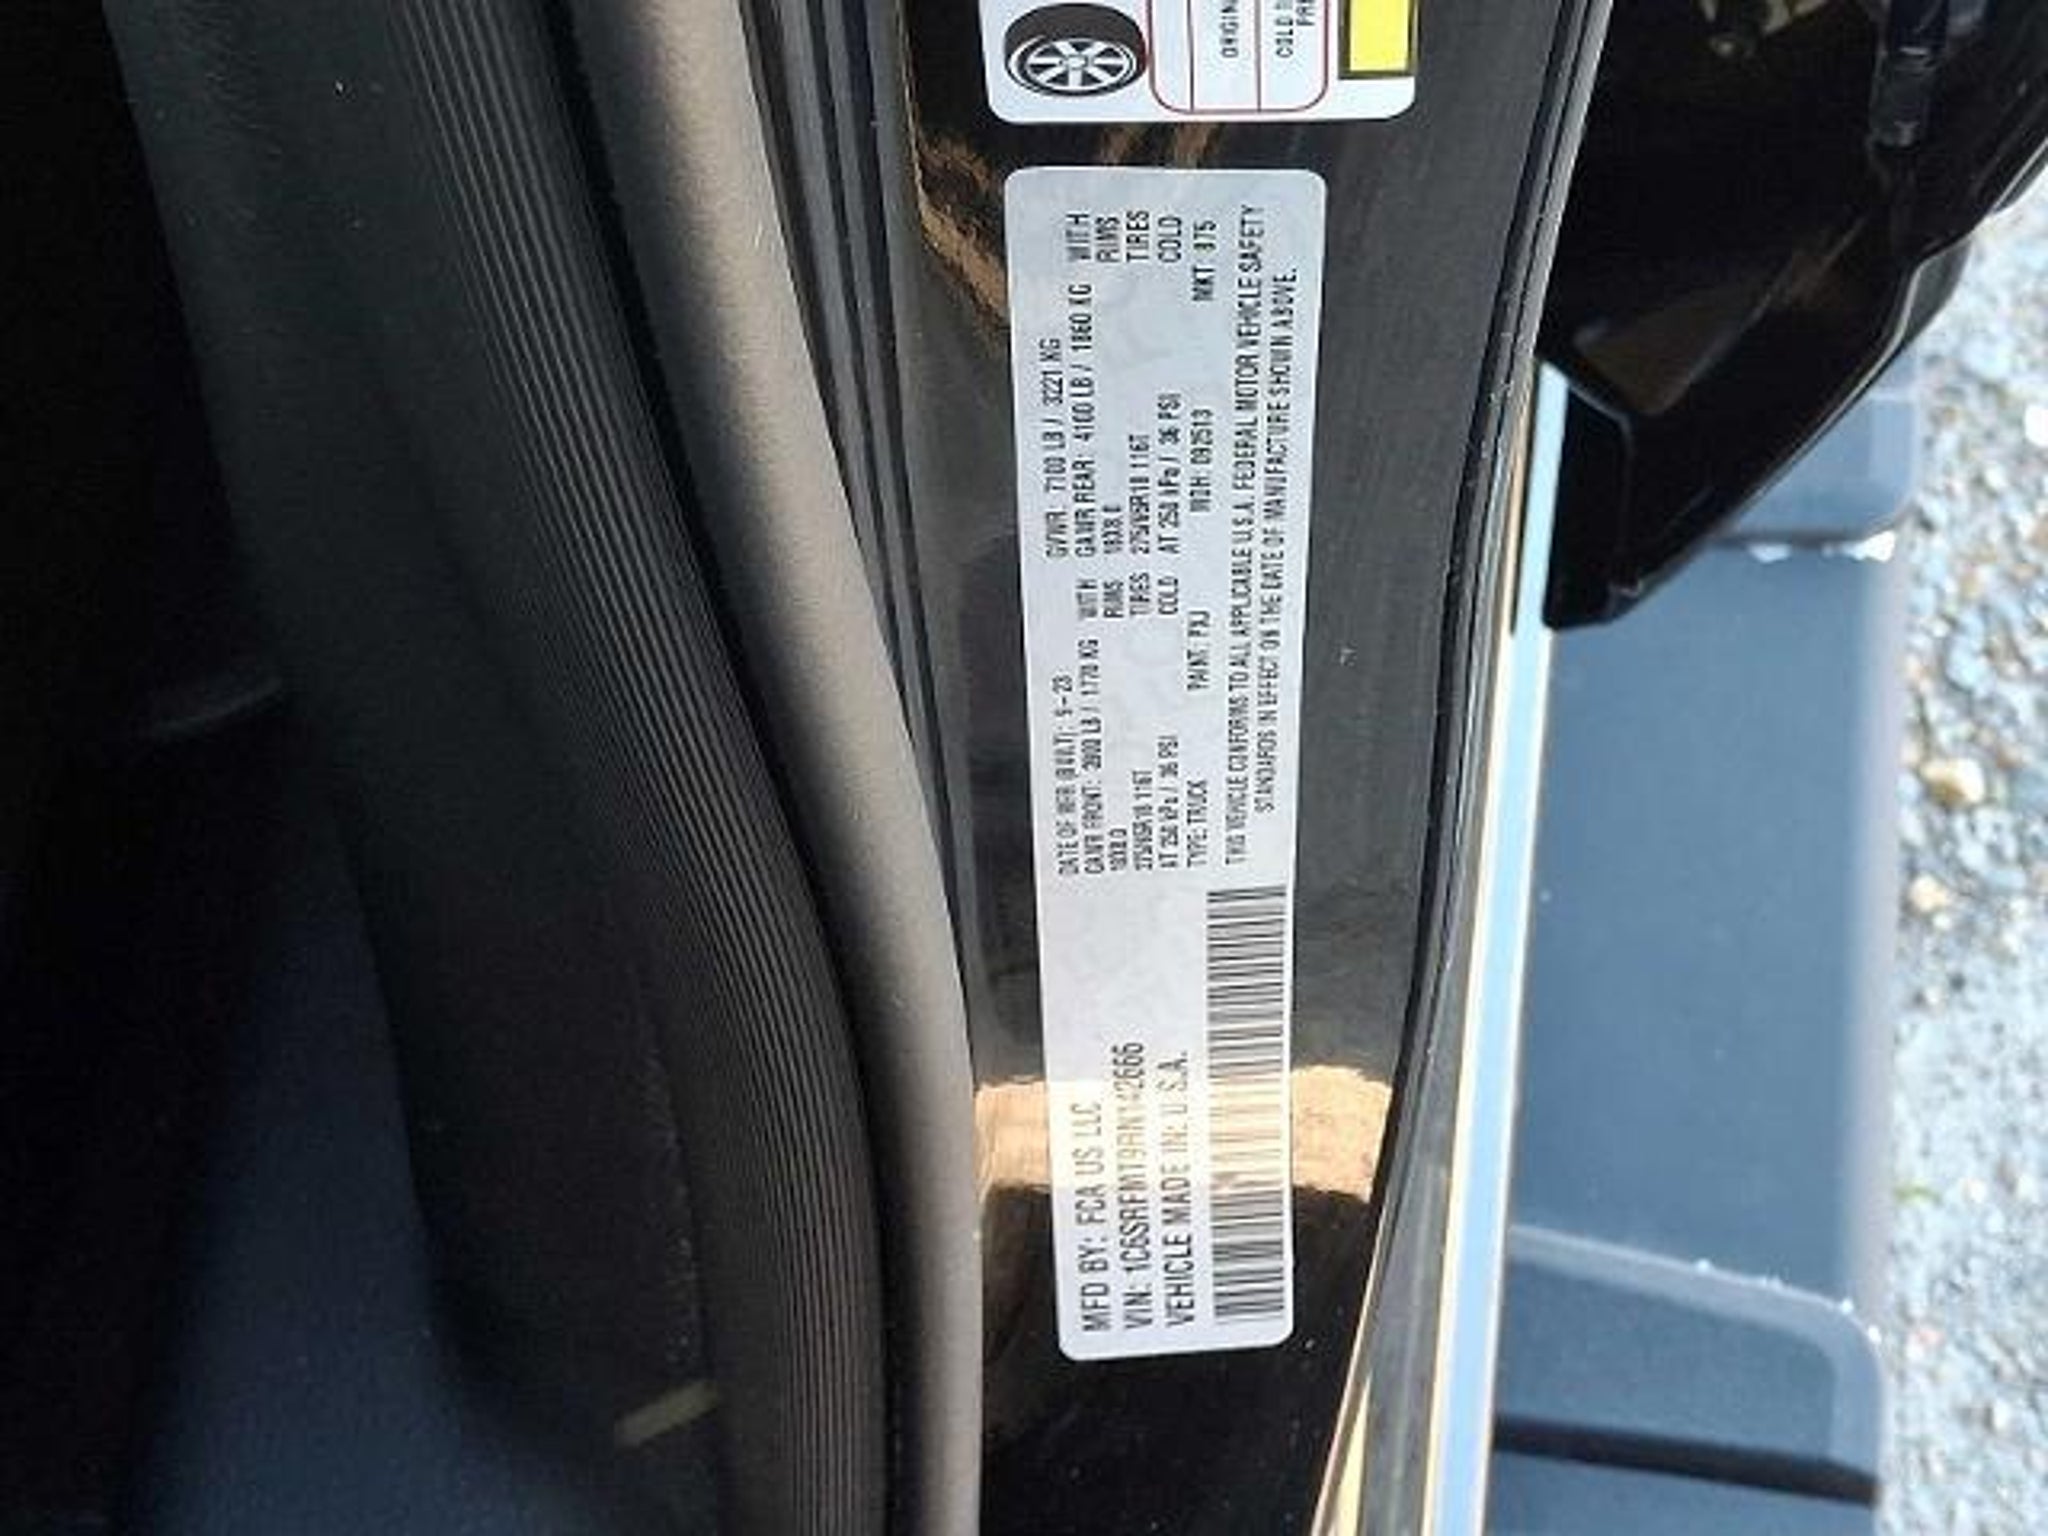 MFD BY: FCA US LLC
VIN: 1C6SRFMT9RN142666
VEHICLE MADE IN: U.S.A.
DATE OF MFR (BUILT): 5-23 GVWR 7100 LB / 3221 KG
GAWR FRONT: 3900 LB / 1770 KG WITH GAWR REAR: 4100 LB / 1860 KG WITH
18X8.0 RIMS 18X8.0 RIMS
275/65R18 116T TIRES 275/65R18 116T TIRES
AT 250 kPa / 36 PSI COLD AT 250 kPa / 36 PSI COLD
TYPE: TRUCK PAINT: PXJ MDH: 092513 MKT
THIS VEHICLE CONFORMS TO ALL APPLICABLE U.S.A. FEDERAL MOTOR VEHICLE SAFETY
STANDARDS IN EFFECT ON THE DATE OF MANUFACTURE SHOWN ABOVE.